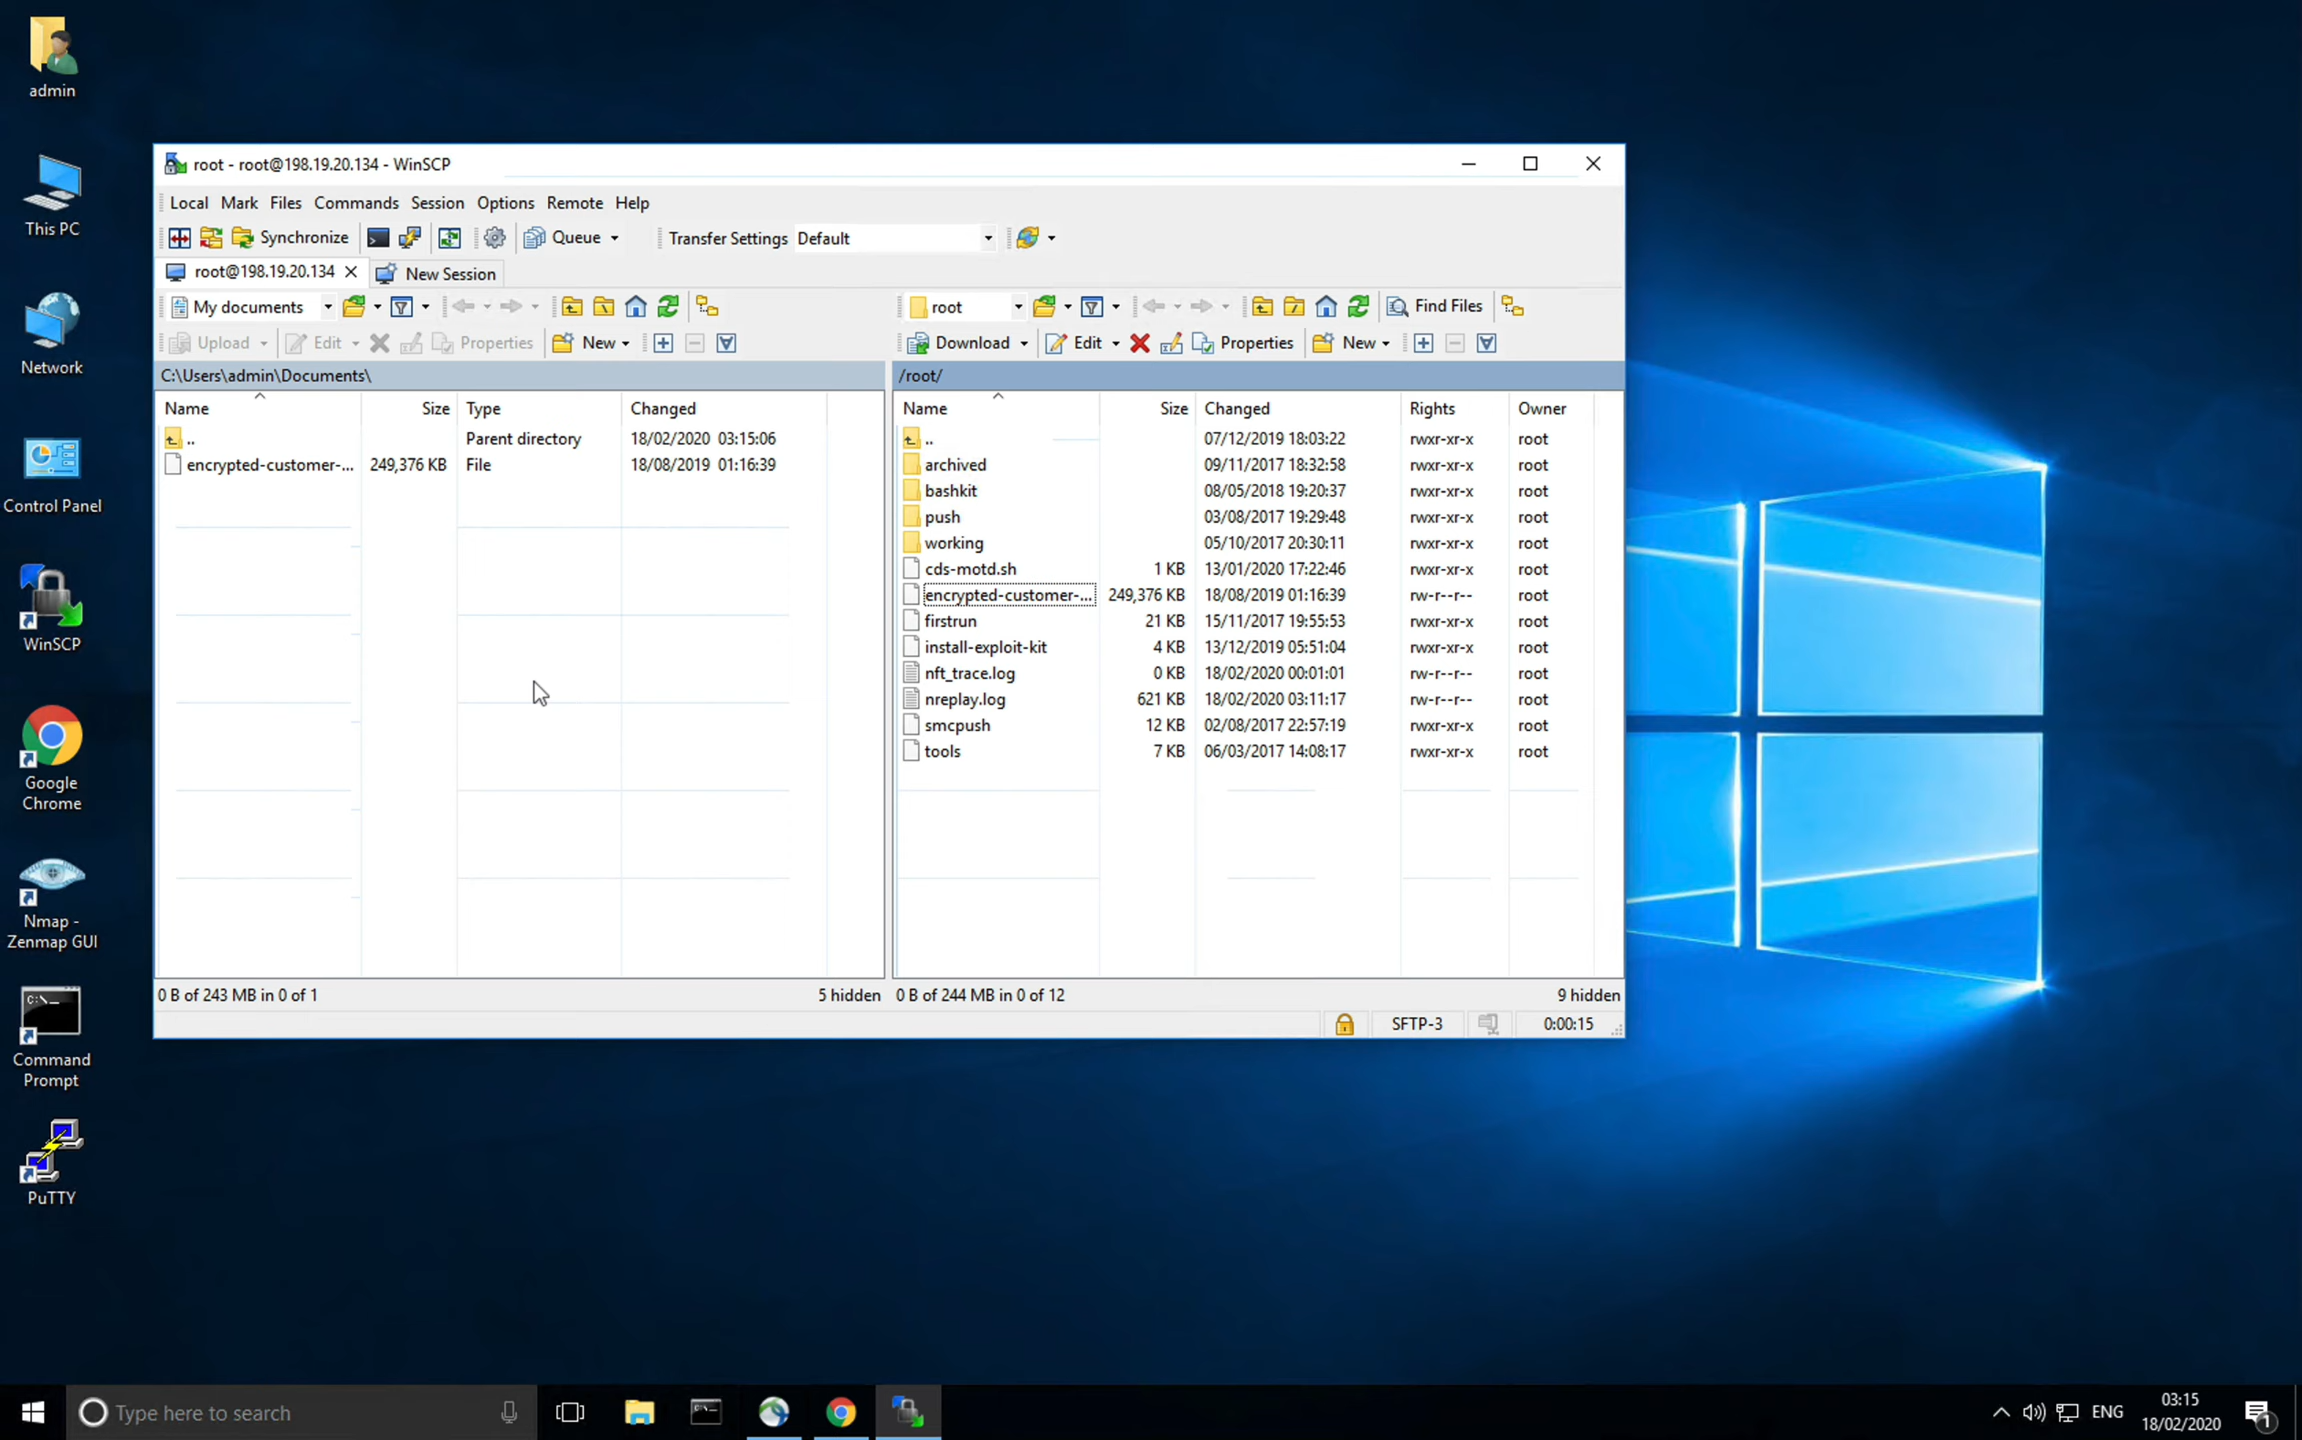 admin
This PC
Network
Control Panel
WinSCP
Google
Chrome
Nmap -
Zenmap GUI
Command
Prompt
PuTTY
root - root@198.19.20.134 - WinSCP
Local Mark Files Commands Session Options Remote Help
Synchronize Queue Transfer Settings Default
root@198.19.20.134 New Session
My documents
Upload Edit Properties New
C:\Users\admin\Documents\
Name Size Type Changed
.. Parent directory 18/02/2020 03:15:06
encrypted-customer-... 249,376 KB File 18/08/2019 01:16:39
0 B of 243 MB in 0 of 1 5 hidden
root Find Files
Download Edit Properties New
/root/
Name Size Changed Rights Owner
.. 07/12/2019 18:03:22 rwxr-xr-x root
archived 09/11/2017 18:32:58 rwxr-xr-x root
bashkit 08/05/2018 19:20:37 rwxr-xr-x root
push 03/08/2017 19:29:48 rwxr-xr-x root
working 05/10/2017 20:30:11 rwxr-xr-x root
cds-motd.sh 1 KB 13/01/2020 17:22:46 rwxr-xr-x root
encrypted-customer-... 249,376 KB 18/08/2019 01:16:39 rw-r--r-- root
firstrun 21 KB 15/11/2017 19:55:53 rwxr-xr-x root
install-exploit-kit 4 KB 13/12/2019 05:51:04 rwxr-xr-x root
nft_trace.log 0 KB 18/02/2020 00:01:01 rw-r--r-- root
nreplay.log 621 KB 18/02/2020 03:11:17 rw-r--r-- root
smcpush 12 KB 02/08/2017 22:57:19 rwxr-xr-x root
tools 7 KB 06/03/2017 14:08:17 rwxr-xr-x root
0 B of 244 MB in 0 of 12 9 hidden
SFTP-3 0:00:15
Type here to search
ENG
03:15
18/02/2020
1